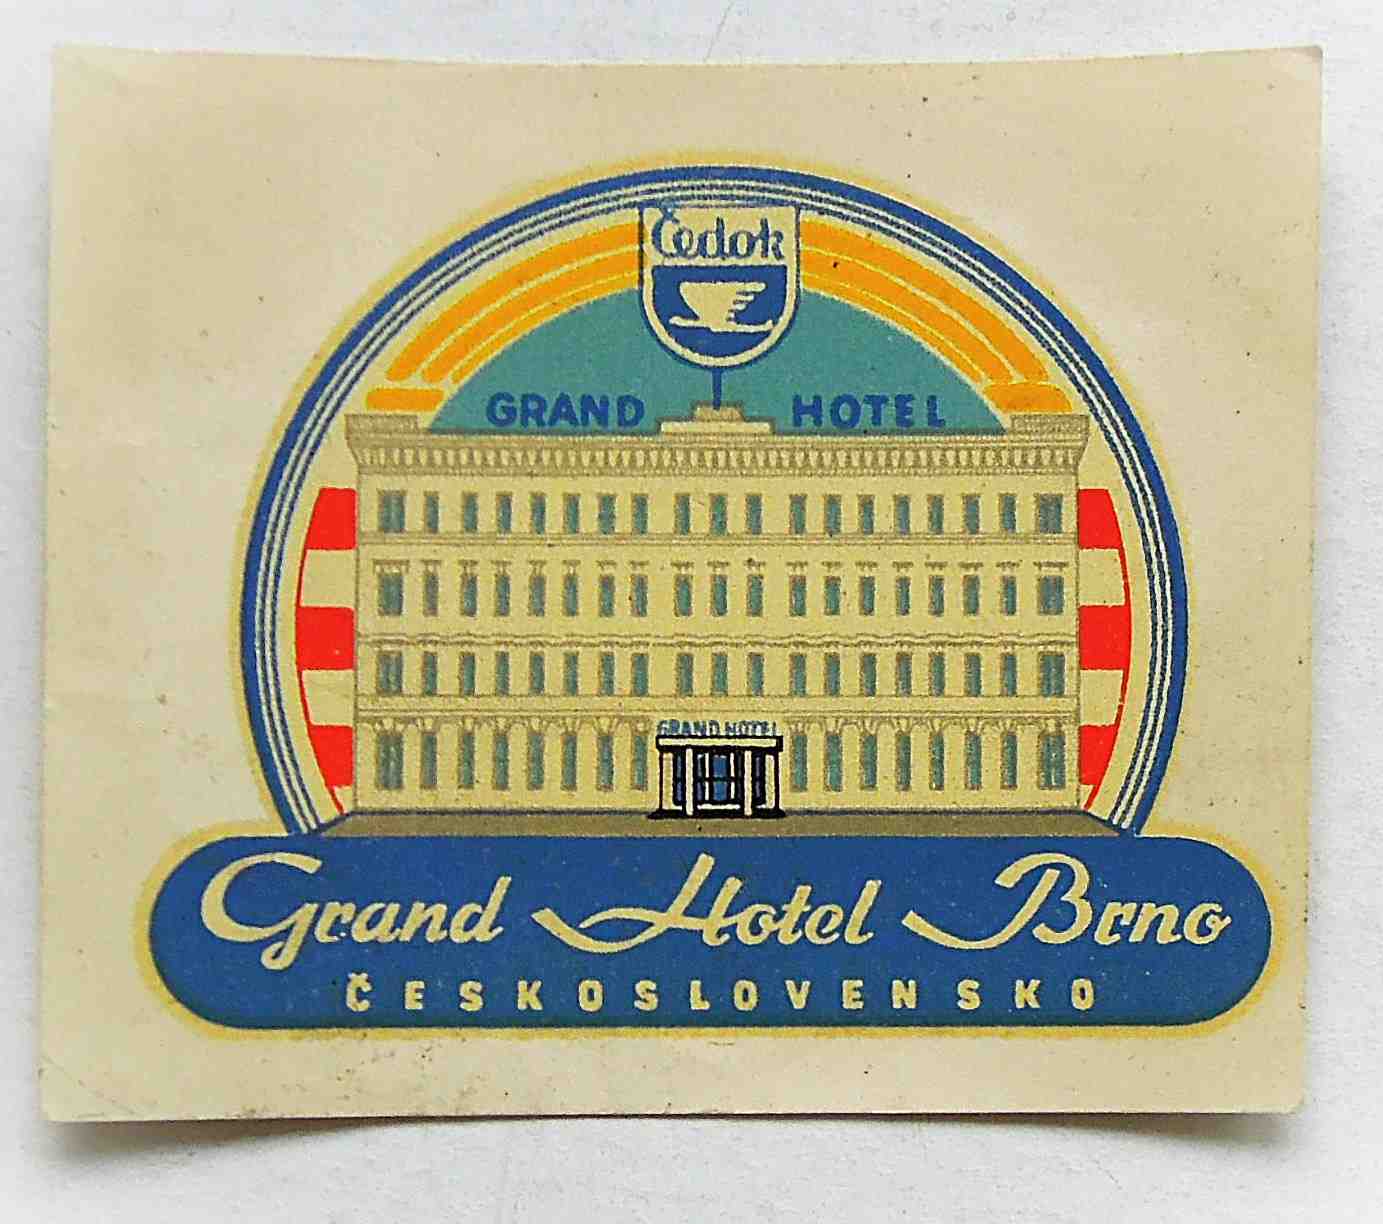 Čedok
GRAND HOTEL
GRAND HOTEL
Grand Hotel Brno
ČESKOSLOVENSKO